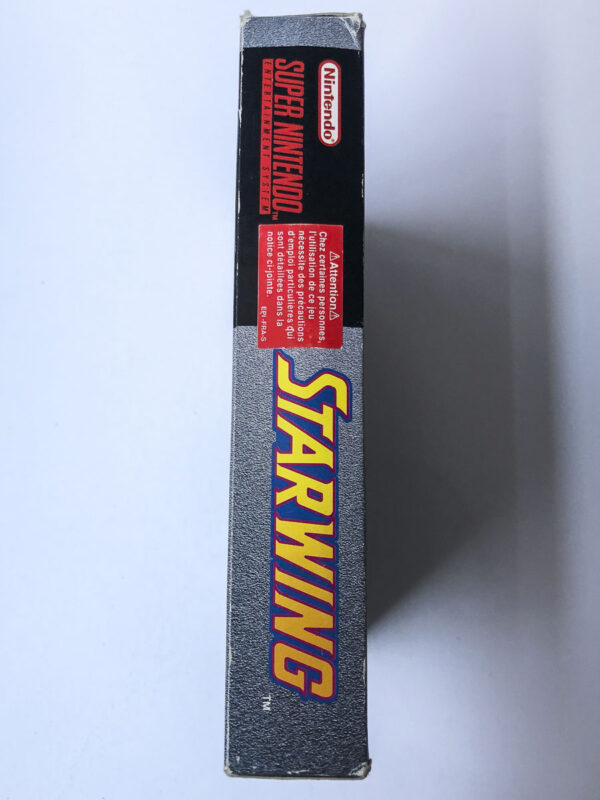 Nintendo
SUPER NINTENDO™
ENTERTAINMENT SYSTEM
⚠Attention⚠
Chez certaines personnes,
l'utilisation de ce jeu
nécessite des précautions
d'emploi particulières qui
sont détaillées dans la
notice ci-jointe.
EPI-FRA-S
STARWING
TM